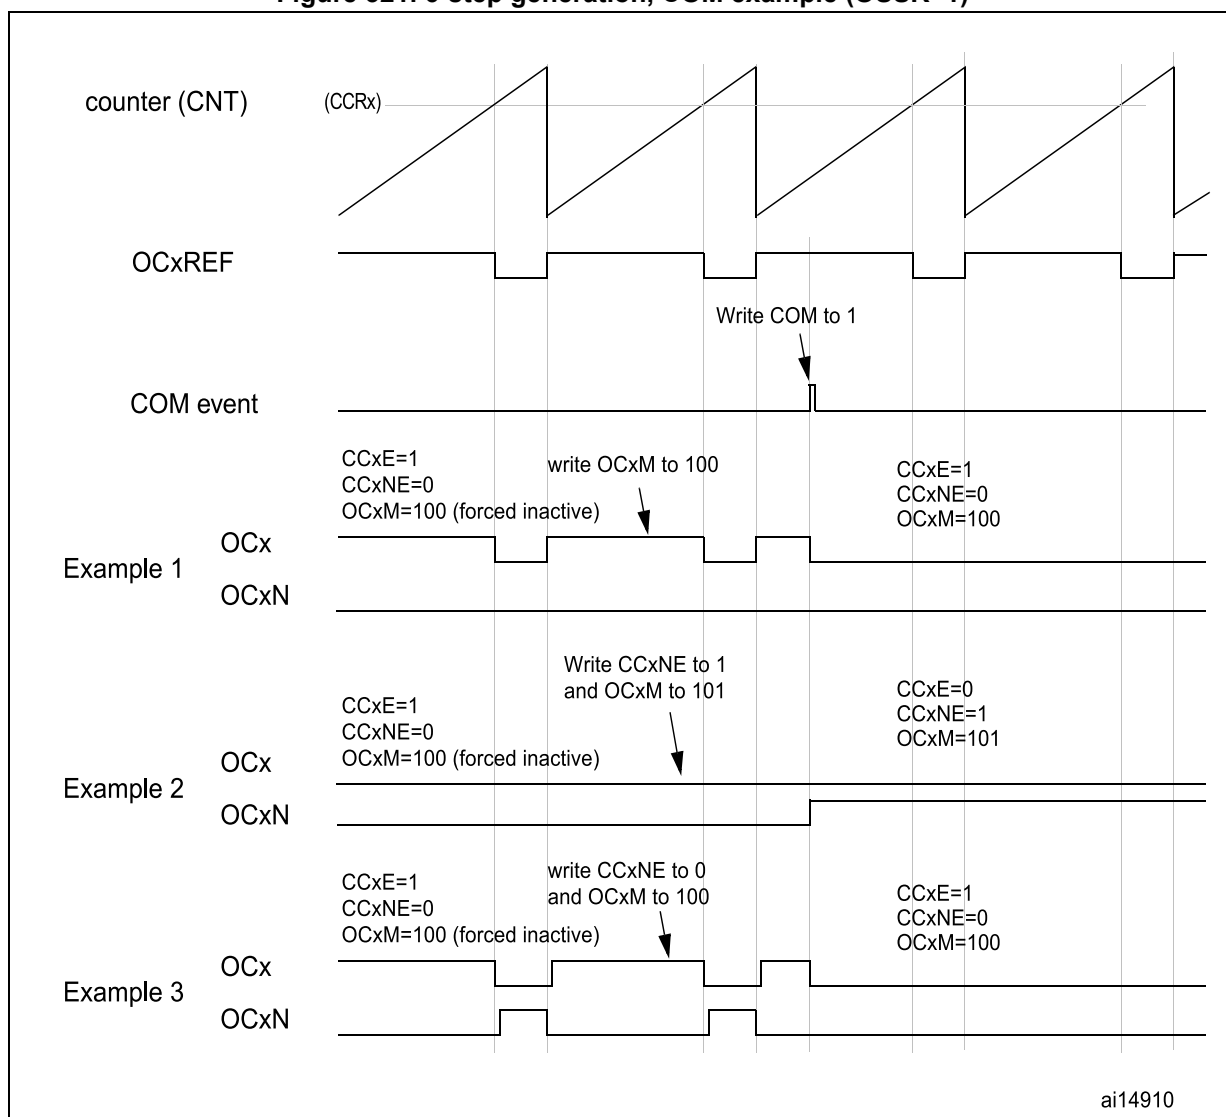 counter (CNT)
(CCRx)
OCxREF
Write COM to 1
COM event
CCxE=1
CCxNE=0
OCxM=100 (forced inactive)
write OCxM to 100
CCxE=1
CCxNE=0
OCxM=100
Example 1
OCx
OCxN
Write CCxNE to 1
and OCxM to 101
CCxE=1
CCxNE=0
OCxM=100 (forced inactive)
CCxE=0
CCxNE=1
OCxM=101
Example 2
OCx
OCxN
write CCxNE to 0
and OCxM to 100
CCxE=1
CCxNE=0
OCxM=100 (forced inactive)
CCxE=1
CCxNE=0
OCxM=100
Example 3
OCx
OCxN
ai14910